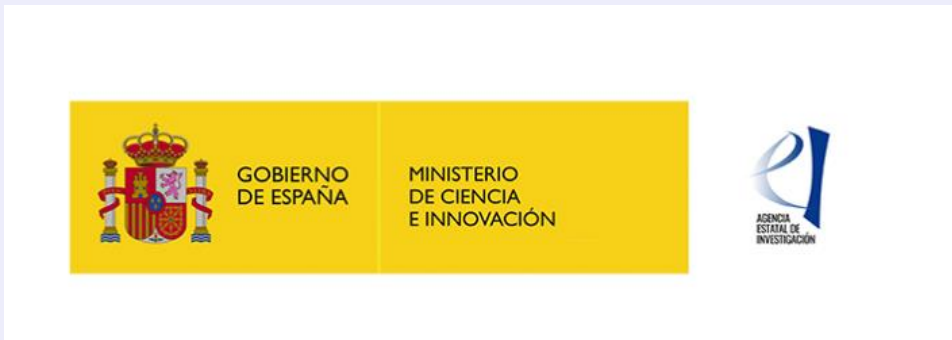 GOBIERNO
DE ESPAÑA
MINISTERIO
DE CIENCIA
E INNOVACIÓN
AGENCIA
ESTATAL DE
INVESTIGACIÓN